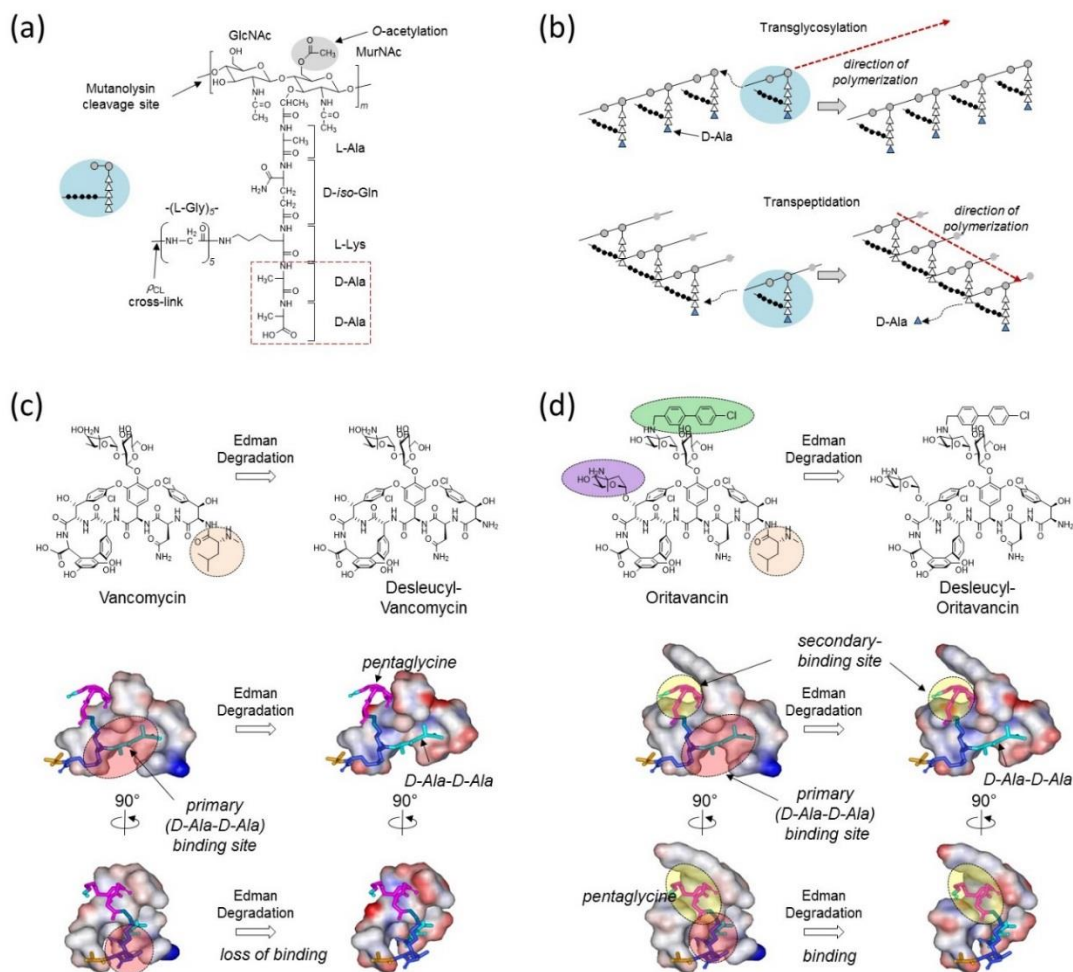 (a)
GlcNAc
O-acetylation
MurNAc
Mutanolysin
cleavage site
L-Ala
D-iso-Gln
-(L-Gly)5-
L-Lys
D-Ala
D-Ala
ρCL
cross-link
(b)
Transglycosylation
direction of
polymerization
D-Ala
Transpeptidation
direction of
polymerization
D-Ala
(c)
Edman
Degradation
Vancomycin
Desleucyl-
Vancomycin
pentaglycine
Edman
Degradation
D-Ala-D-Ala
90°
primary
(D-Ala-D-Ala)
binding site
90°
Edman
Degradation
loss of binding
(d)
Edman
Degradation
Oritavancin
Desleucyl-
Oritavancin
secondary-
binding site
Edman
Degradation
D-Ala-D-Ala
90°
primary
(D-Ala-D-Ala)
binding site
90°
pentaglycine
Edman
Degradation
binding